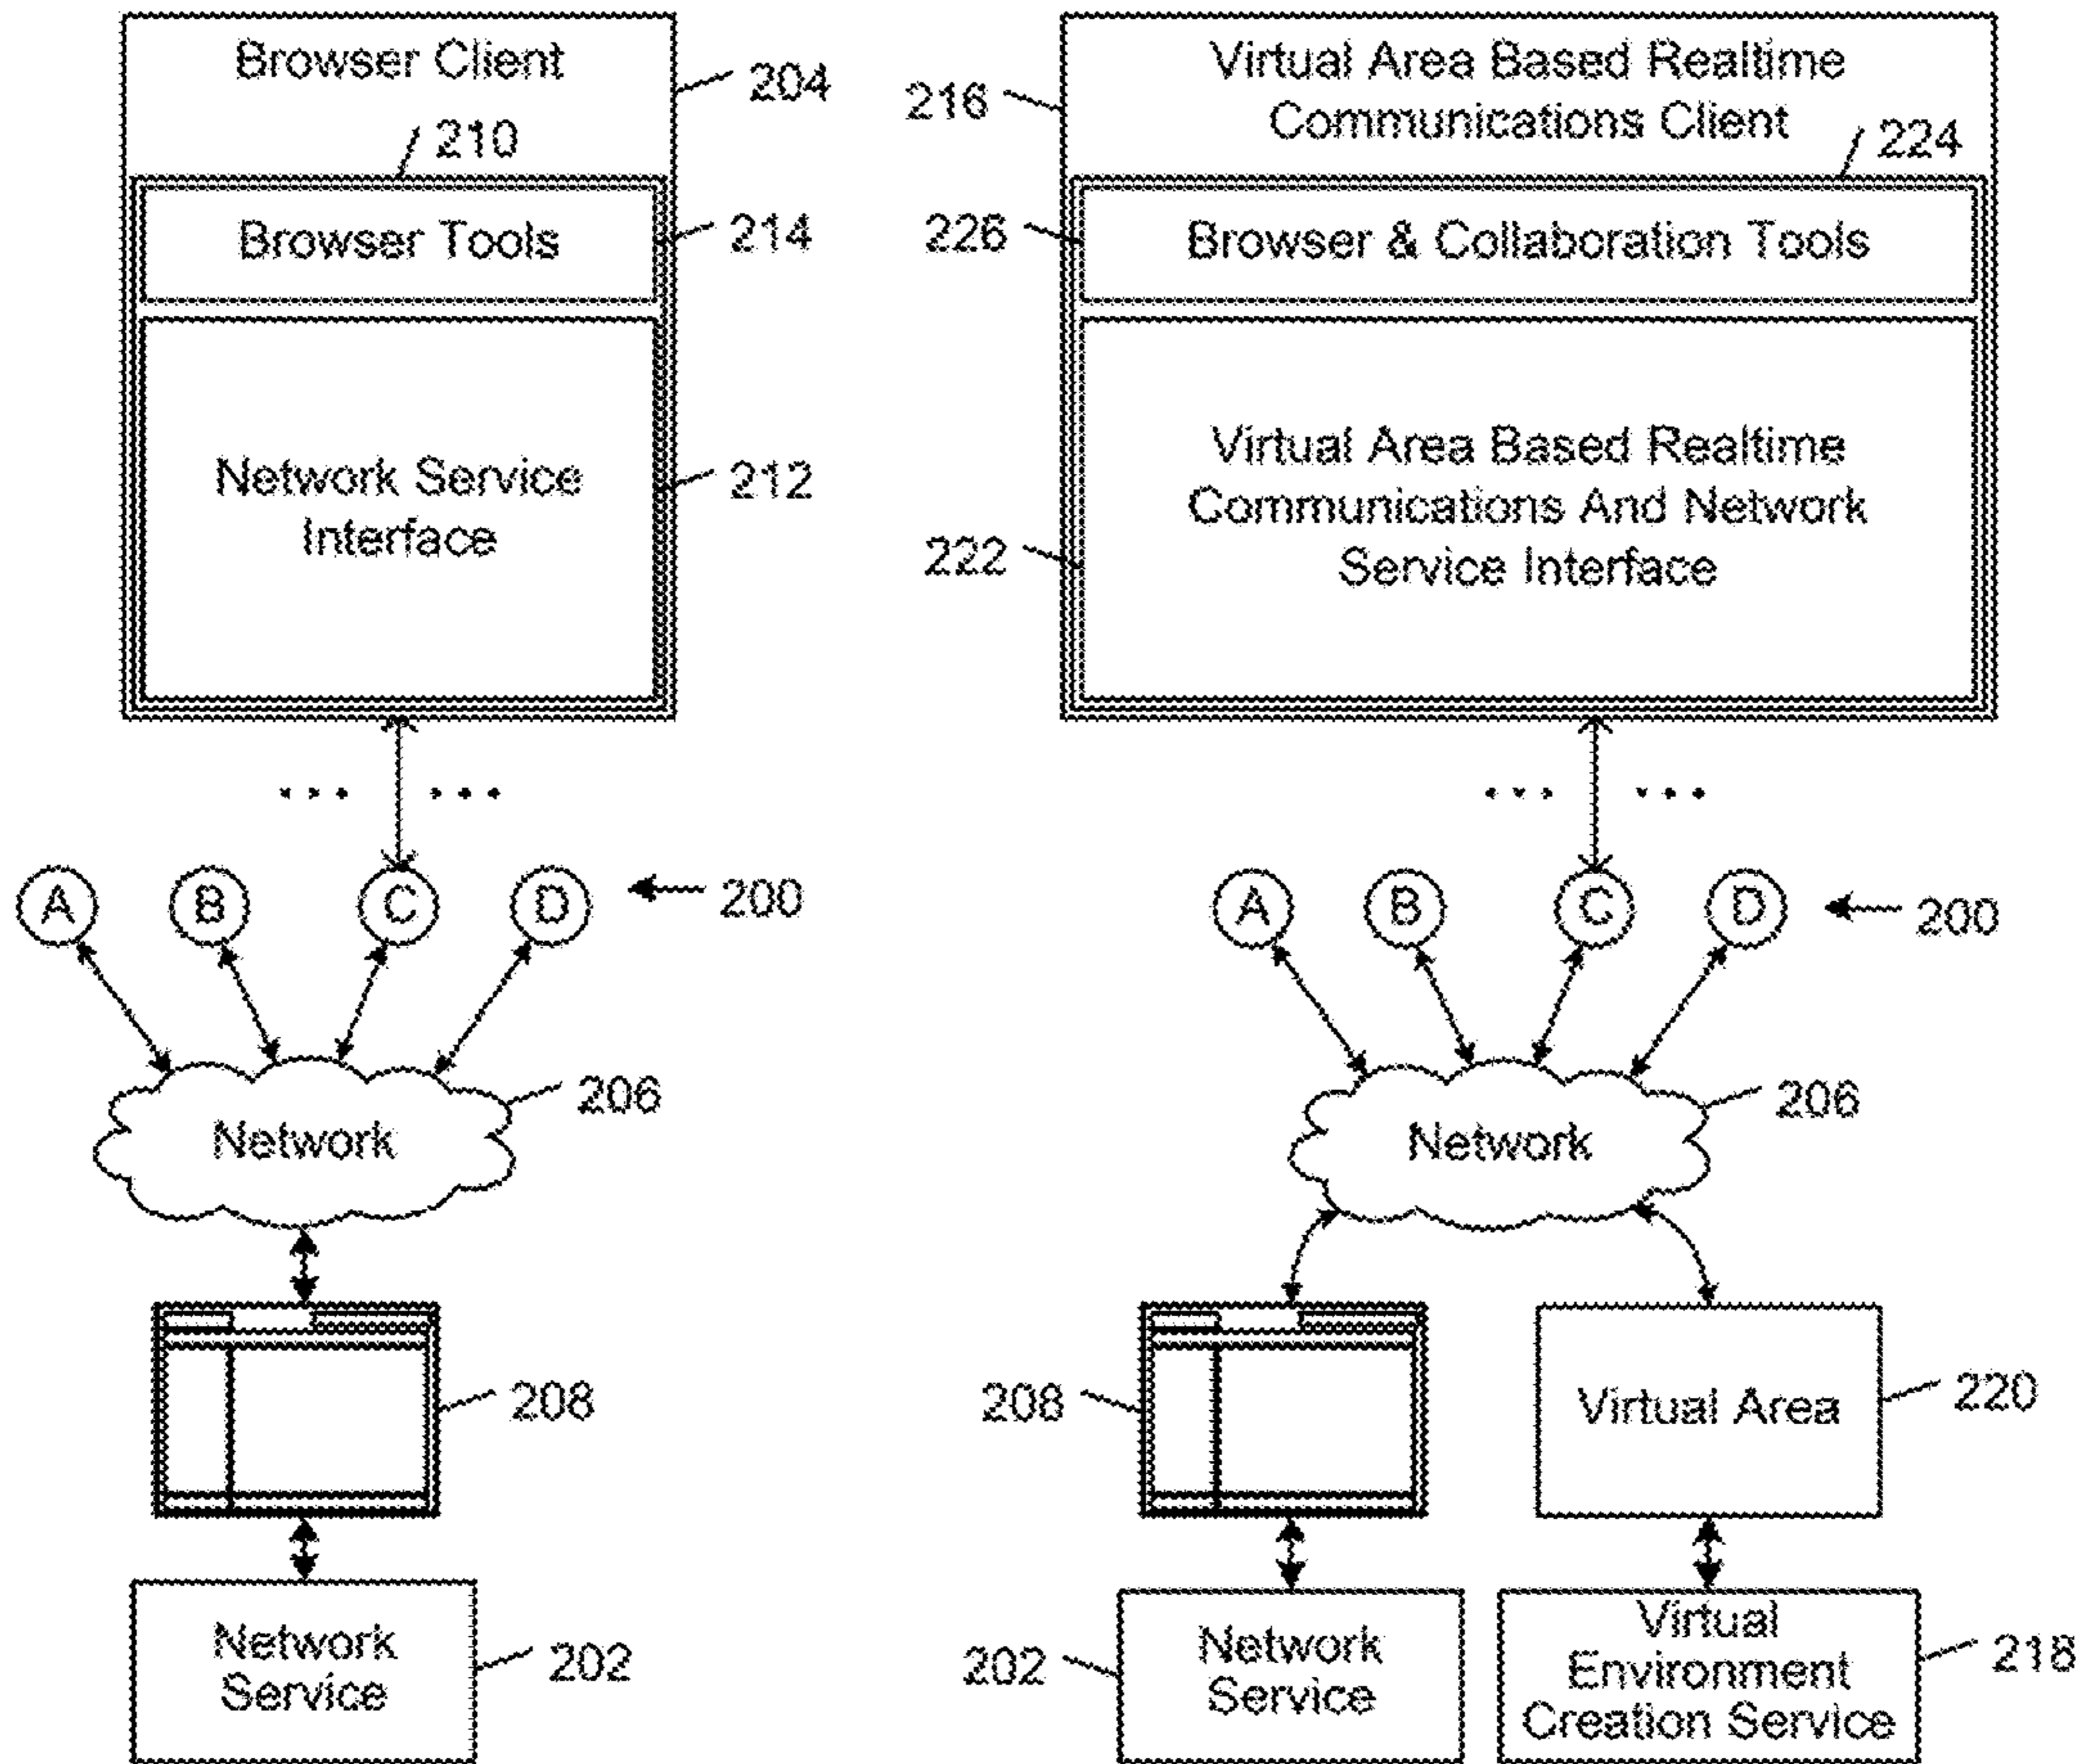 Browser Client
204
210
Browser Tools
214
Network Service
Interface
212
A
B
C
D
200
Network
206
208
Network
Service
202
Virtual Area Based Realtime
Communications Client
216
224
226
Browser & Collaboration Tools
Virtual Area Based Realtime
Communications And Network
Service Interface
222
A
B
C
D
200
Network
206
208
Virtual Area
220
202
Network
Service
Virtual
Environment
Creation Service
218